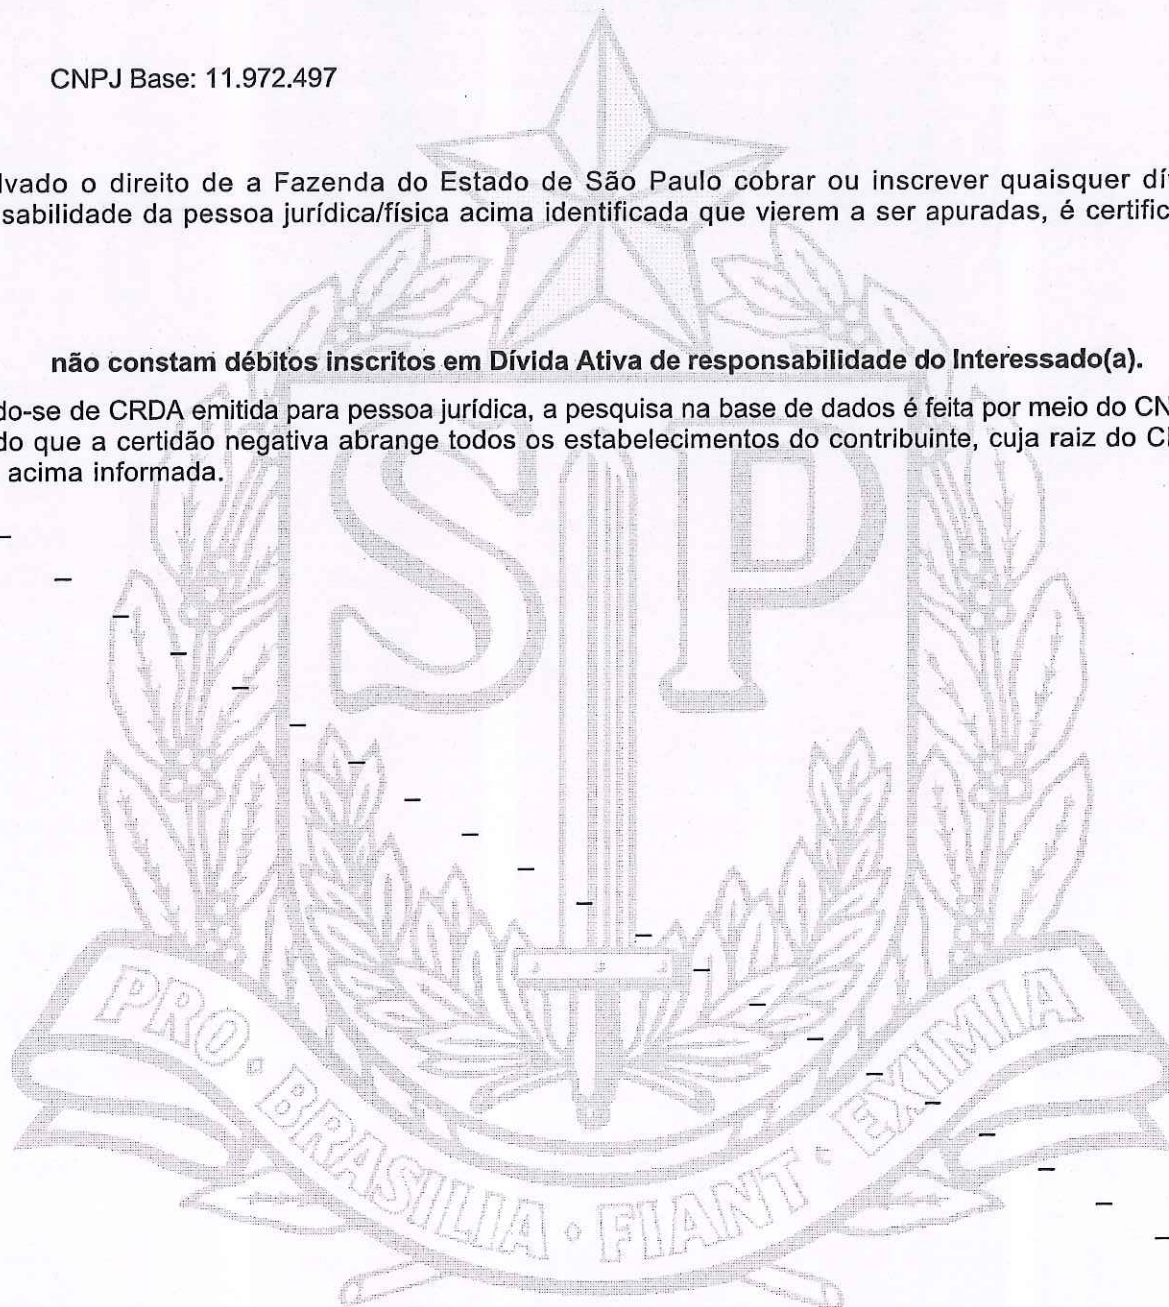 CNPJ Base: 11.972.497
lvado o direito de a Fazenda do Estado de São Paulo cobrar ou inscrever quaisquer dí
sabilidade da pessoa jurídica/física acima identificada que vierem a ser apuradas, é certific
não constam débitos inscritos em Dívida Ativa de responsabilidade do Interessado(a).
do-se de CRDA emitida para pessoa jurídica, a pesquisa na base de dados é feita por meio do CN
do que a certidão negativa abrange todos os estabelecimentos do contribuinte, cuja raiz do C
acima informada.
SP
PRO · BRASILIA · FIANT · EXIMIA